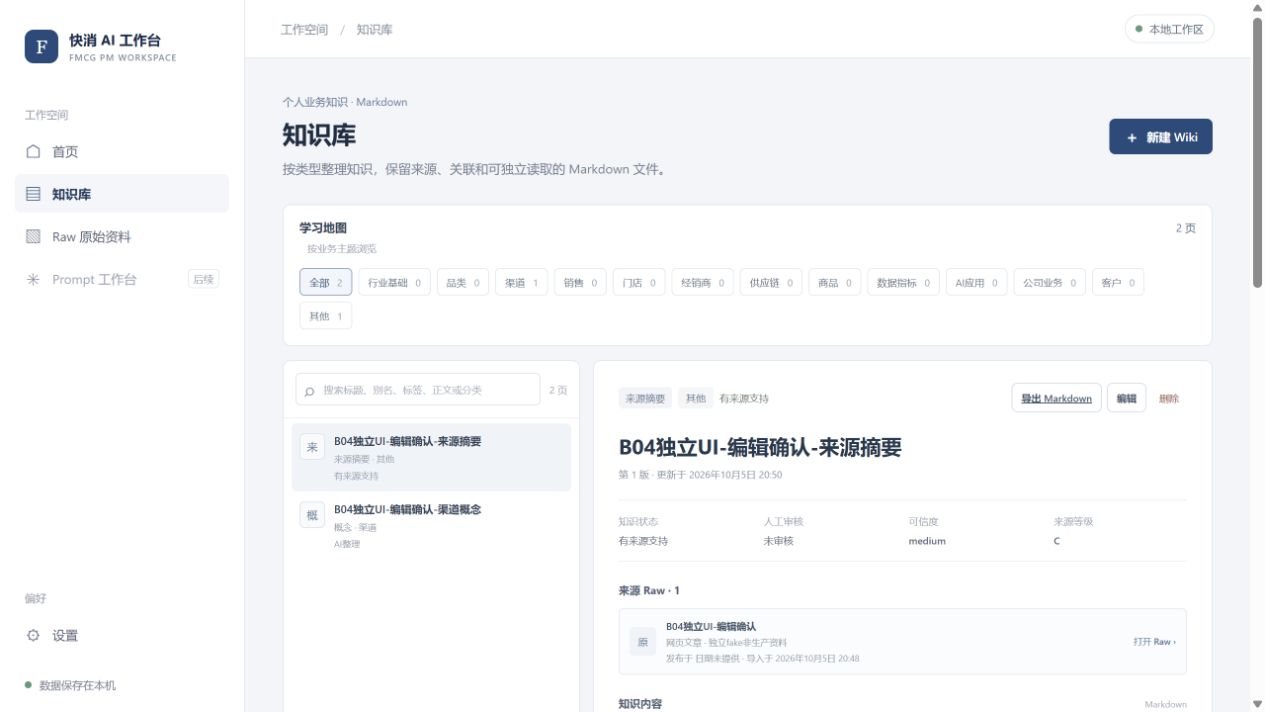 F
快消 AI 工作台
FMCG PM WORKSPACE
工作空间
首页
知识库
Raw 原始资料
Prompt 工作台 后续
偏好
设置
数据保存在本机
工作空间 / 知识库
本地工作区
个人业务知识 · Markdown
知识库
按类型整理知识，保留来源、关联和可独立读取的 Markdown 文件。
+ 新建 Wiki
学习地图
2 页
按业务主题浏览
全部 2 行业基础 0 品类 0 渠道 1 销售 0 门店 0 经销商 0 供应链 0 商品 0 数据指标 0 AI应用 0 公司业务 0 客户 0
其他 1
搜索标题、别名、标签、正文或分类
2 页
来
B04独立UI-编辑确认-来源摘要
来源摘要 · 其他
有来源支持
概
B04独立UI-编辑确认-渠道概念
概念 · 渠道
AI整理
来源摘要 其他 有来源支持
导出 Markdown 编辑 删除
B04独立UI-编辑确认-来源摘要
第 1 版 · 更新于 2026年10月5日 20:50
知识状态 人工审核 可信度 来源等级
有来源支持 未审核 medium C
来源 Raw · 1
原
B04独立UI-编辑确认
网页文章 · 独立fake非生产资料
发布于 日期未提供 · 导入于 2026年10月5日 20:48
打开 Raw ›
知识内容
Markdown